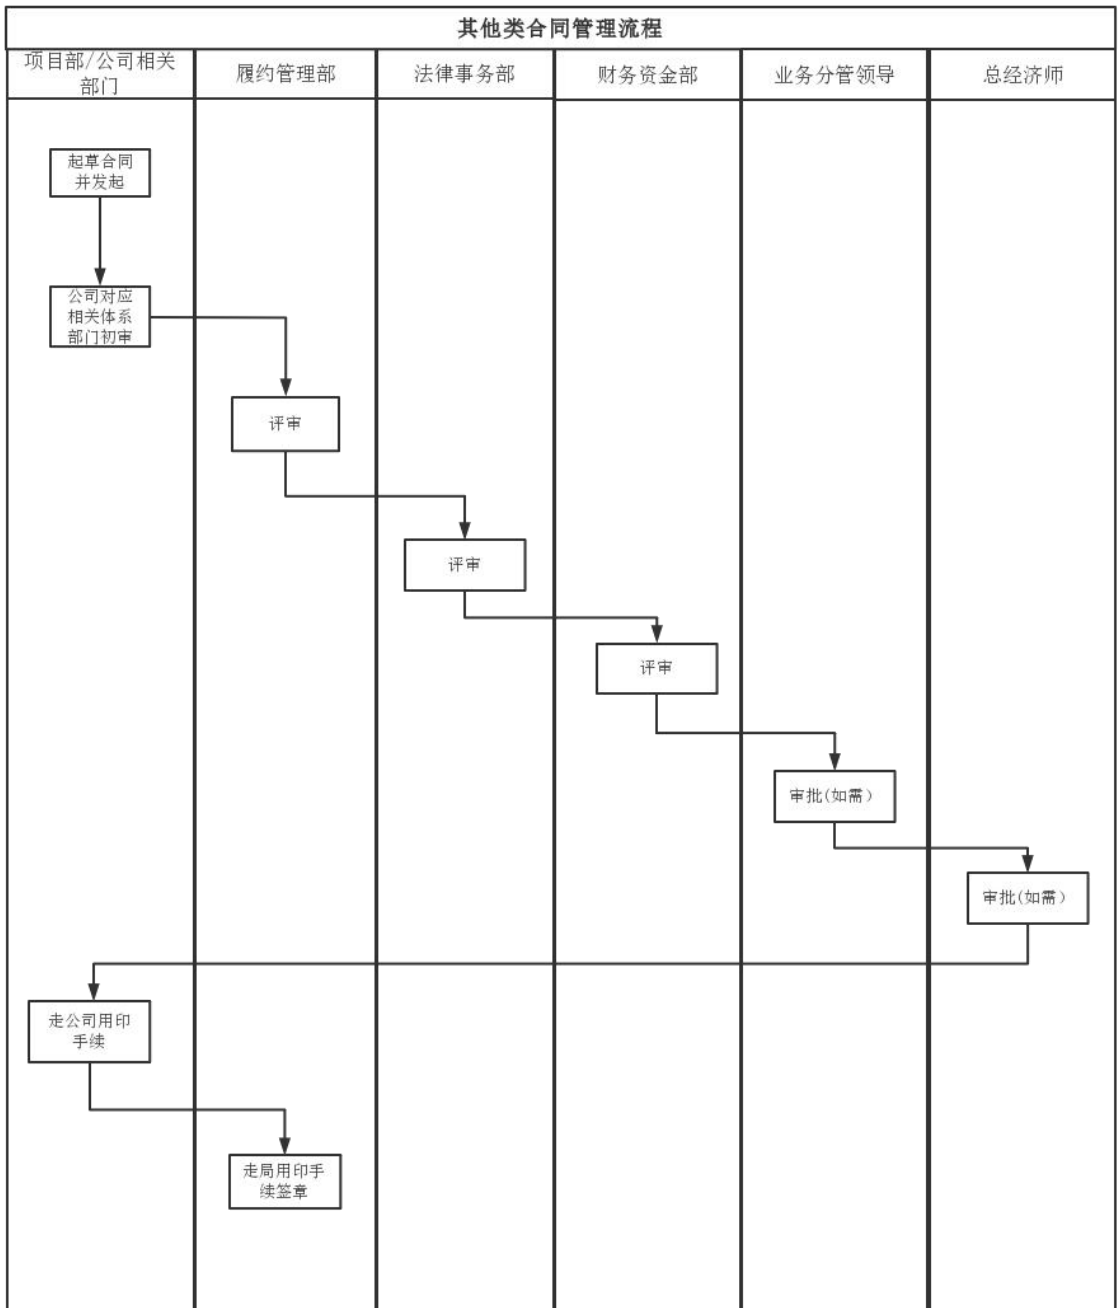 其他类合同管理流程
项目部/公司相关
部门
履约管理部
法律事务部
财务资金部
业务分管领导
总经济师
起草合同
并发起
公司对应
相关体系
部门初审
评审
评审
评审
审批(如需）
审批(如需）
走公司用印
手续
走局用印手
续签章